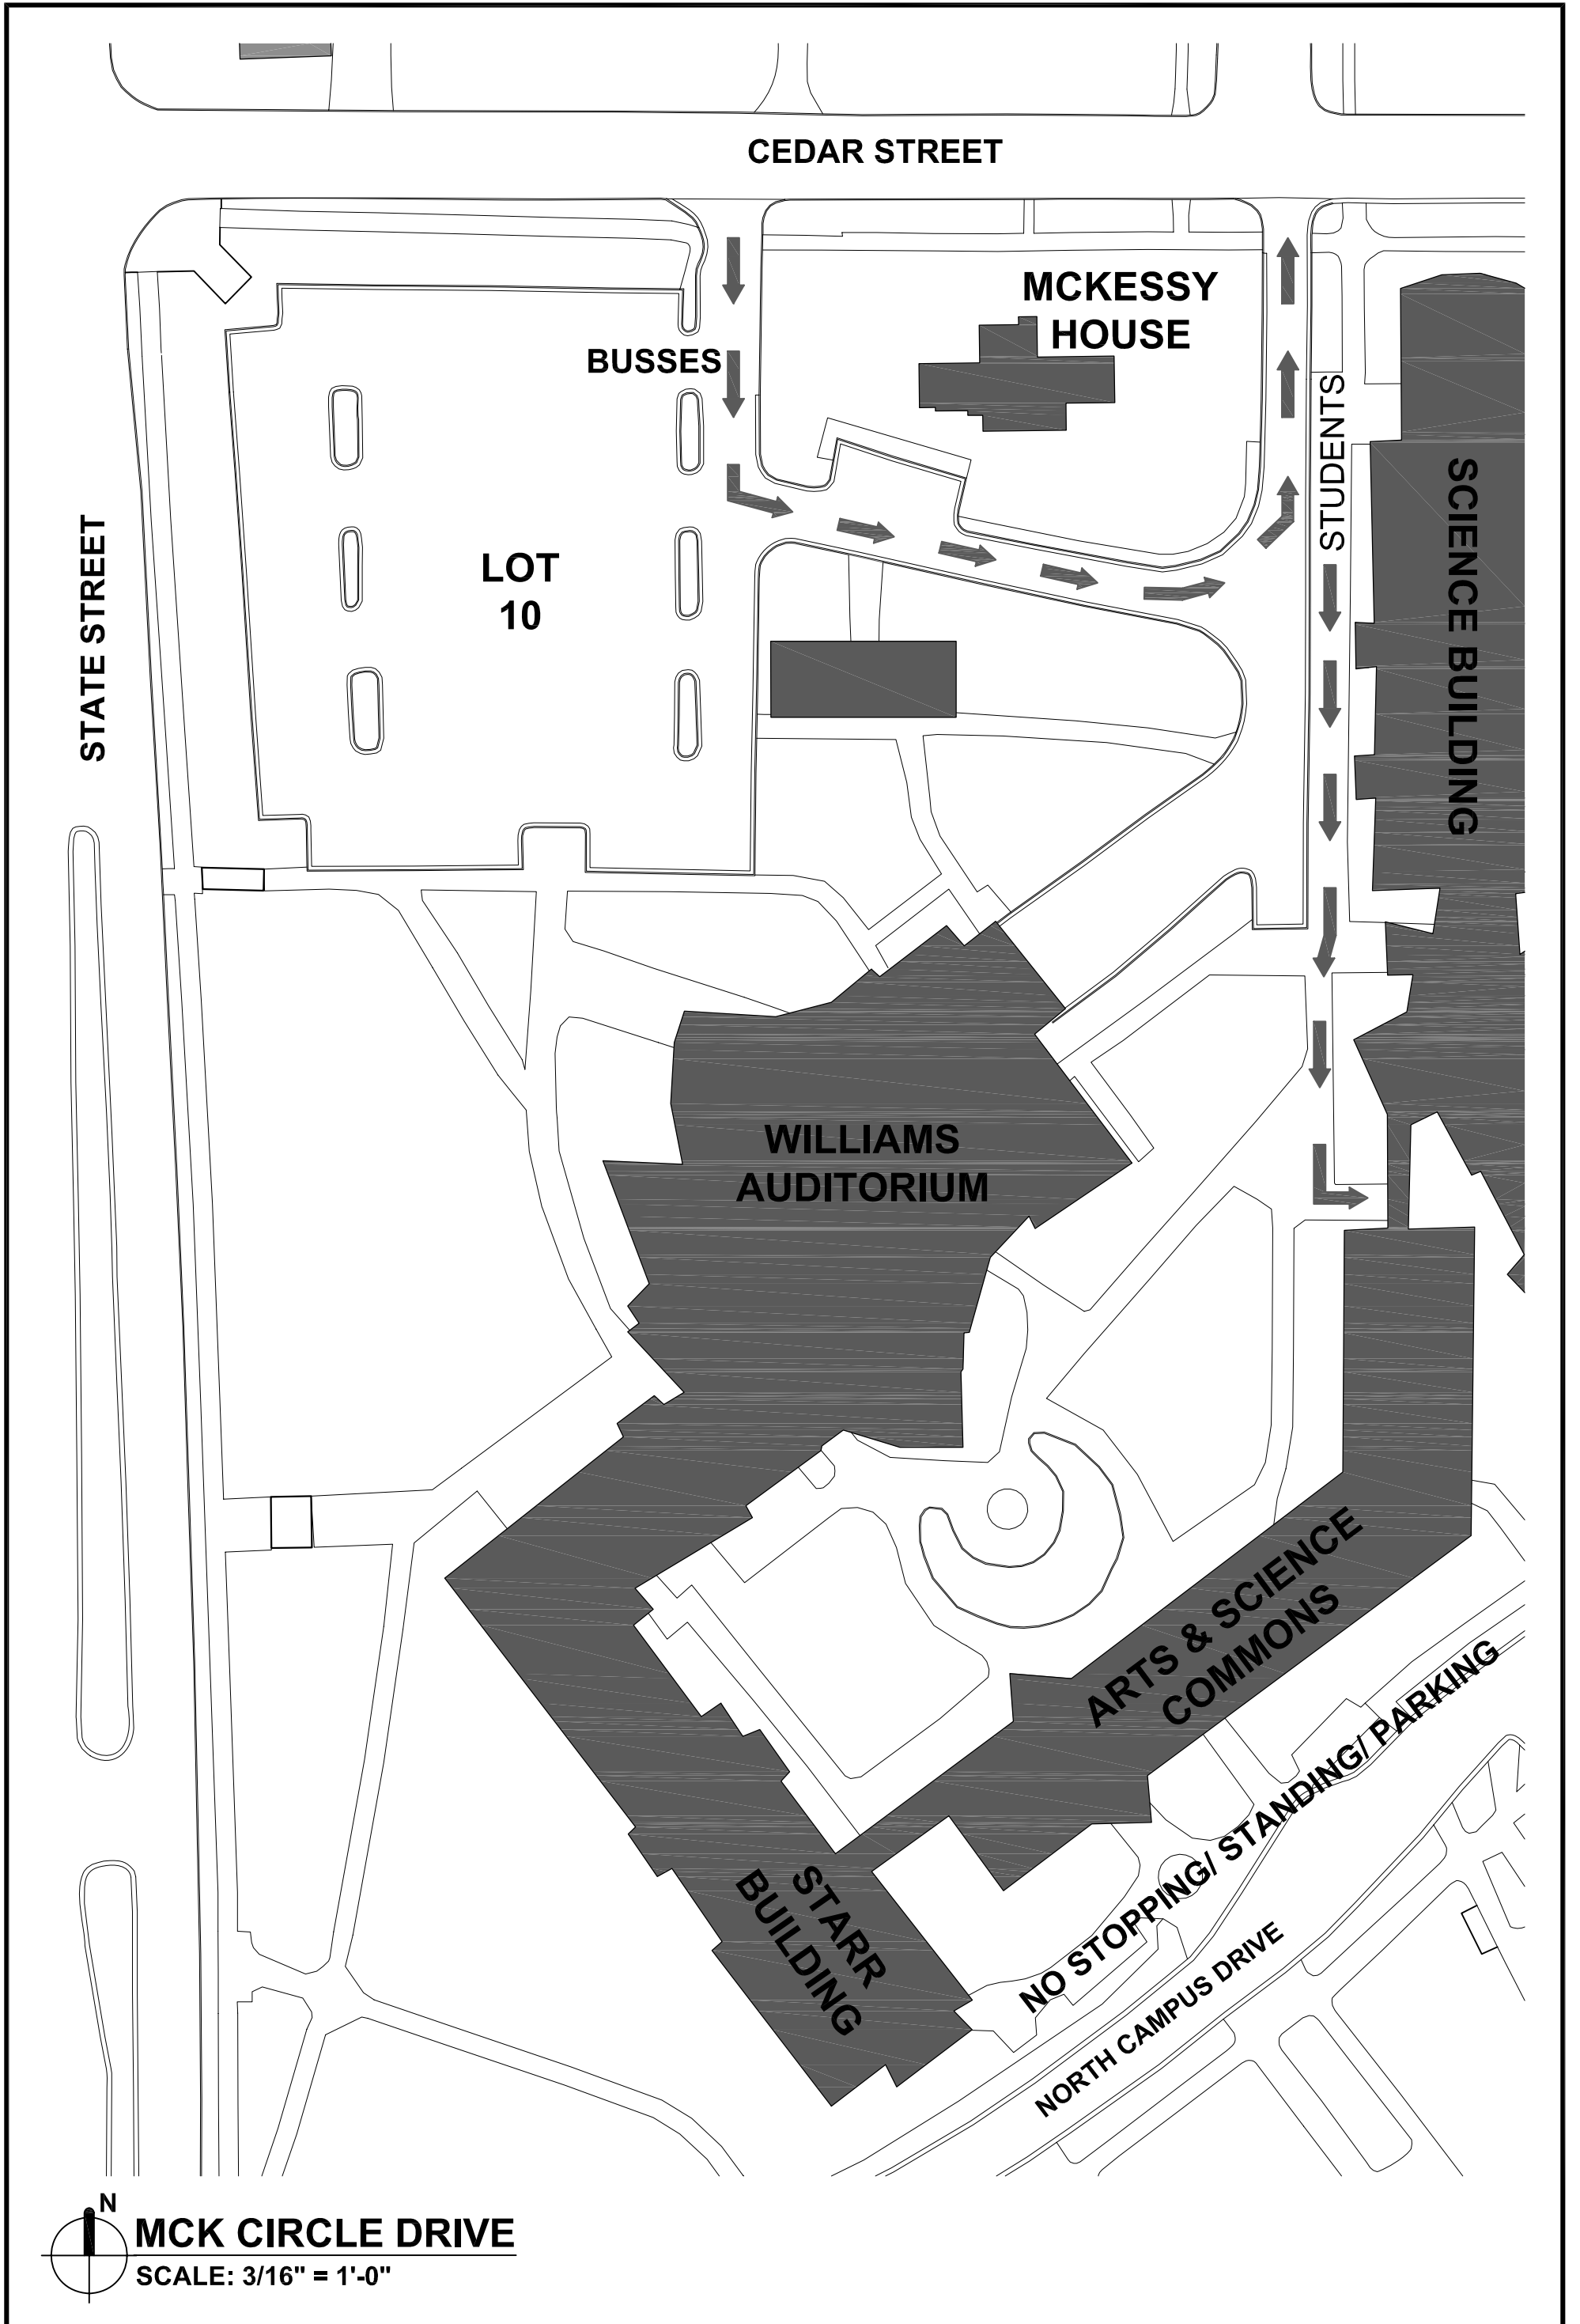 CEDAR STREET
MCKESSY
HOUSE
BUSSES
STUDENTS
SCIENCE BUILDING
STATE STREET
LOT
10
WILLIAMS
AUDITORIUM
ARTS & SCIENCE
COMMONS
NO STOPPING/ STANDING/ PARKING
STARR
BUILDING
NORTH CAMPUS DRIVE
N
MCK CIRCLE DRIVE
SCALE: 3/16" = 1'-0"